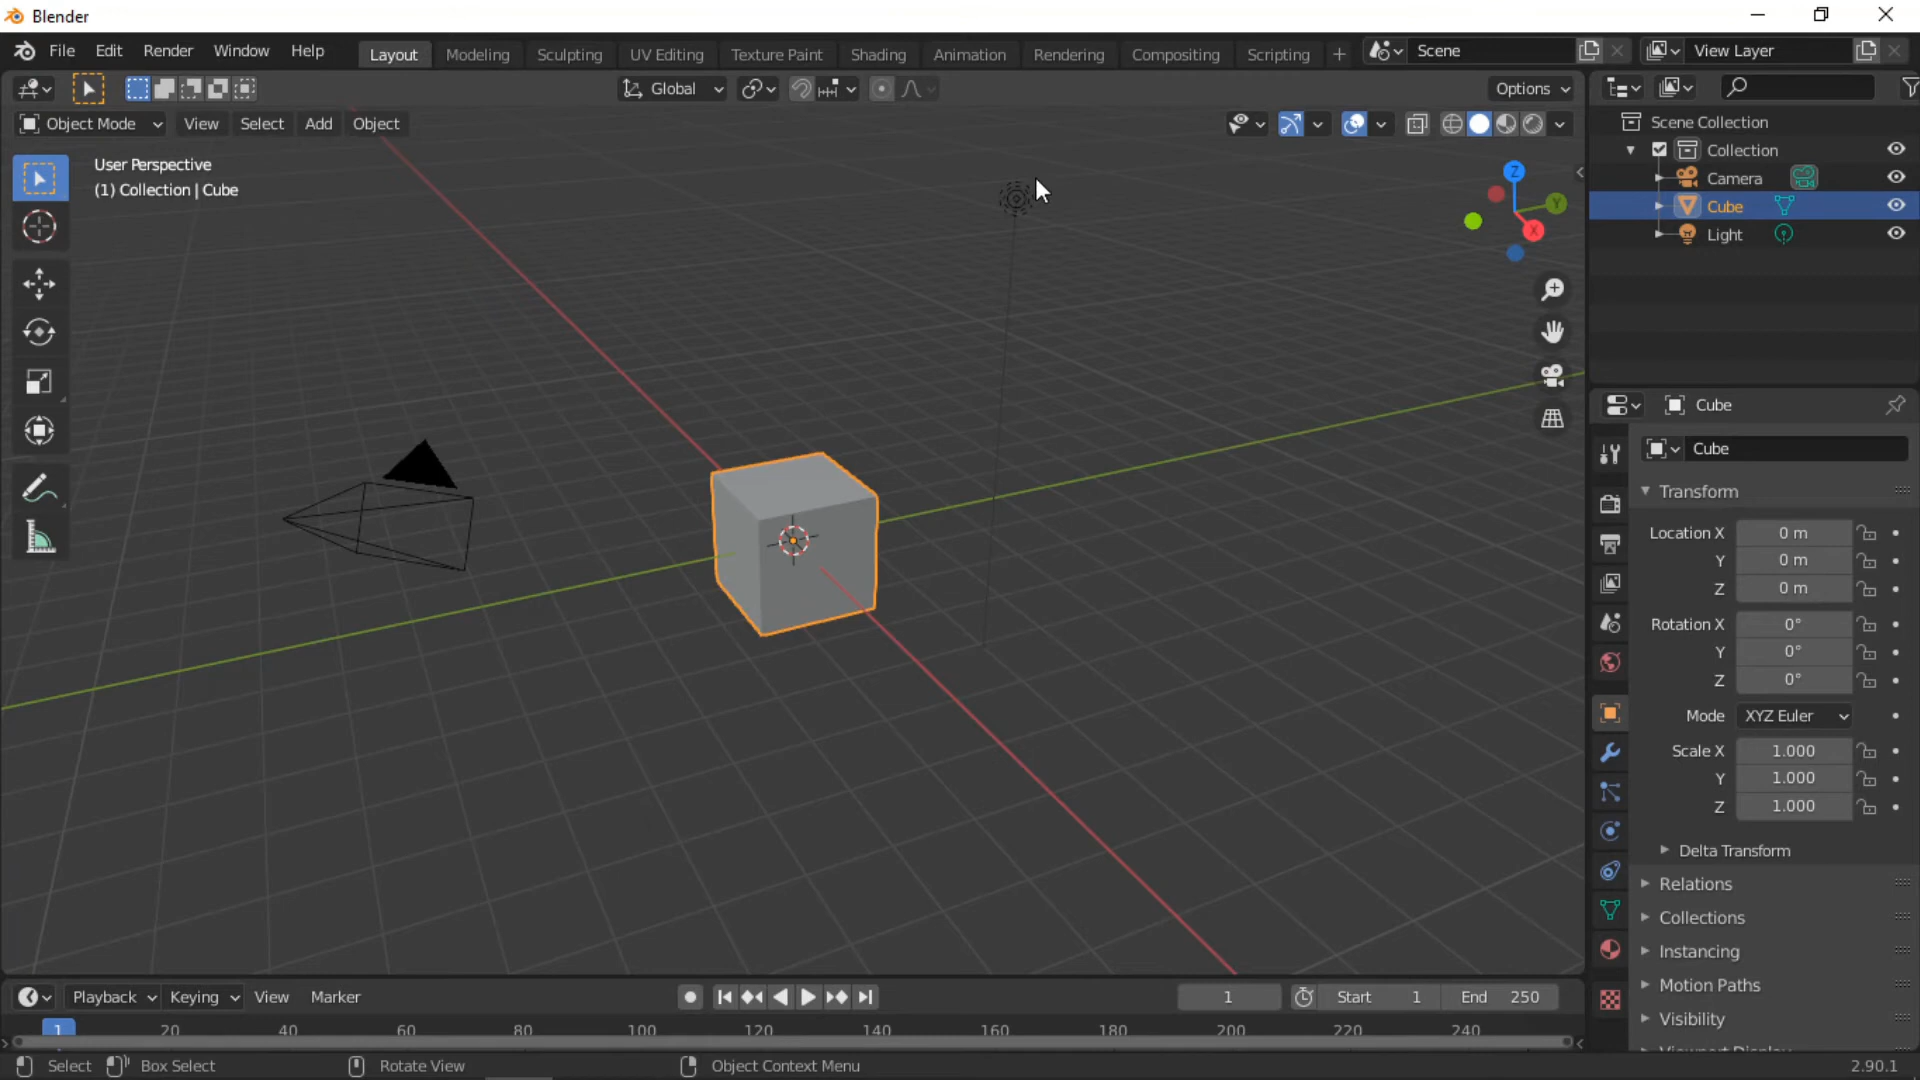 Blender
File Edit Render Window Help Layout Modeling Sculpting UV Editing Texture Paint Shading Animation Rendering Compositing Scripting + Scene View Layer
Global Options
Object Mode View Select Add Object
User Perspective
(1) Collection | Cube
Z
Y
X
Scene Collection
Collection
Camera
Cube
Light
Cube
Cube
Transform
Location X 0 m
Y 0 m
Z 0 m
Rotation X 0°
Y 0°
Z 0°
Mode XYZ Euler
Scale X 1.000
Y 1.000
Z 1.000
Delta Transform
Relations
Collections
Instancing
Motion Paths
Visibility
Viewport Display
Playback Keying View Marker 1 Start 1 End 250
1 20 40 60 80 100 120 140 160 180 200 220 240
Select Box Select Rotate View Object Context Menu 2.90.1